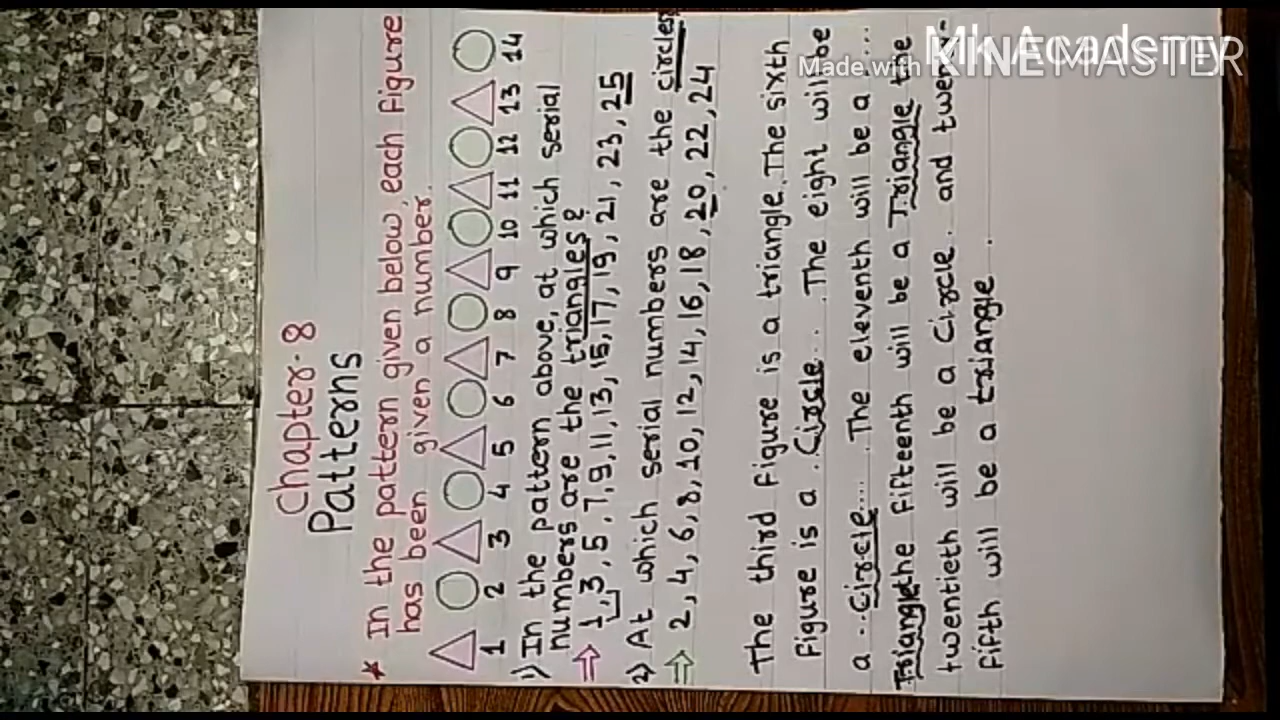 Chapter-8
Patterns
* In the pattern given below, each figure
has been given a number.
1 2 3 4 5 6 7 8 9 10 11 12 13 14
1) In the pattern above, at which serial
numbers are the triangles?
⇒ 1, 3, 5, 7, 9, 11, 13, 15, 17, 19, 21, 23, 25
2) At which serial numbers are the circles
⇒ 2, 4, 6, 8, 10, 12, 14, 16, 18, 20, 22, 24
The third figure is a triangle. The sixth
figure is a .Circle... The eight will be
a ..Circle.... The eleventh will be a ....
Triangle the fifteenth will be a Triangle the
twentieth will be a Circle. and twenty-
fifth will be a triangle.
Mk Academy
Made with KINEMASTER